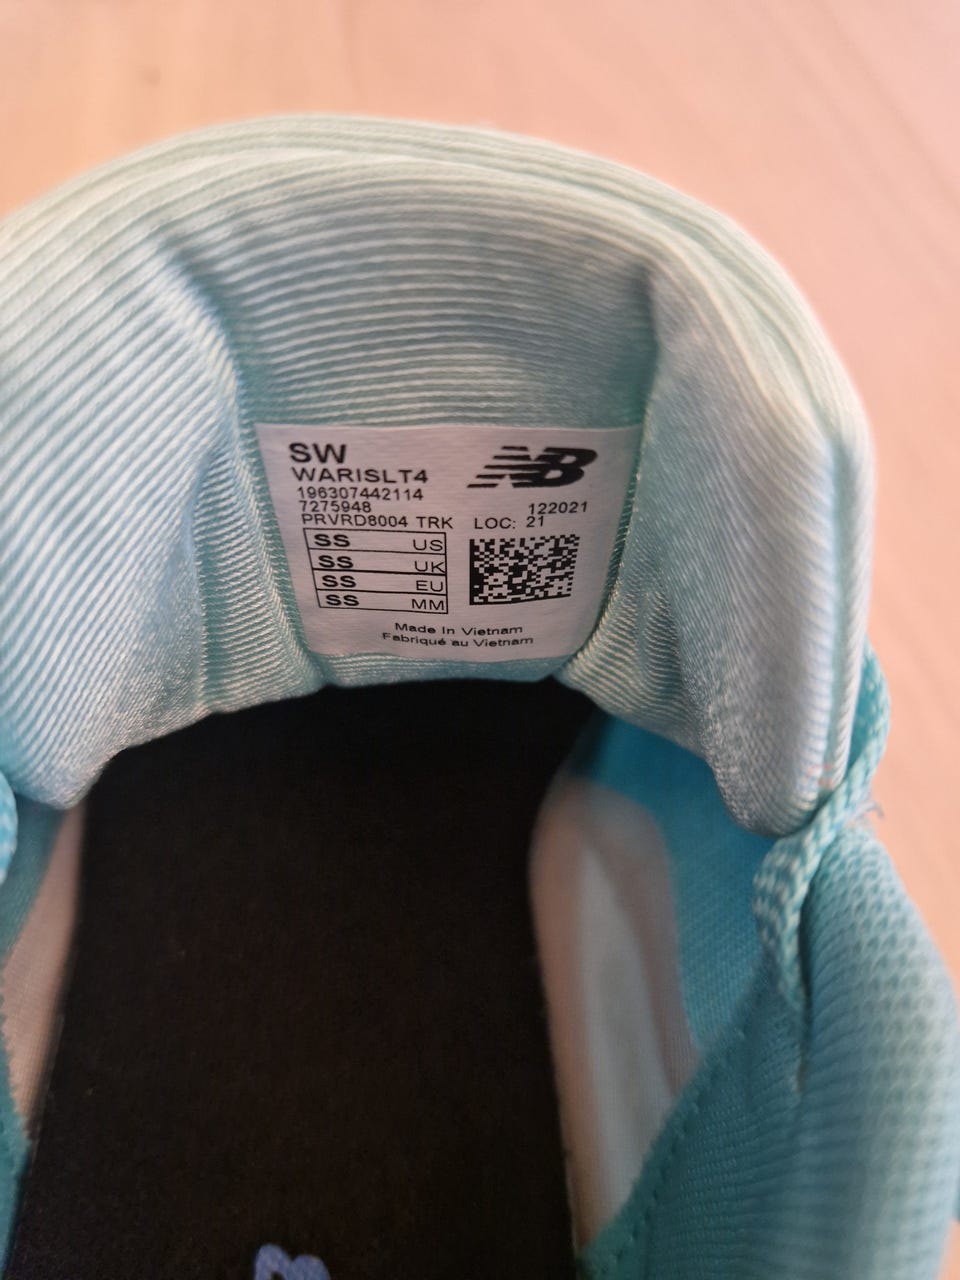 SW
WARISLT4
196307442114
7275948 122021
PRVRD8004 TRK LOC: 21
SS US
SS UK
SS EU
SS MM
Made In Vietnam
Fabriqué au Vietnam
NB